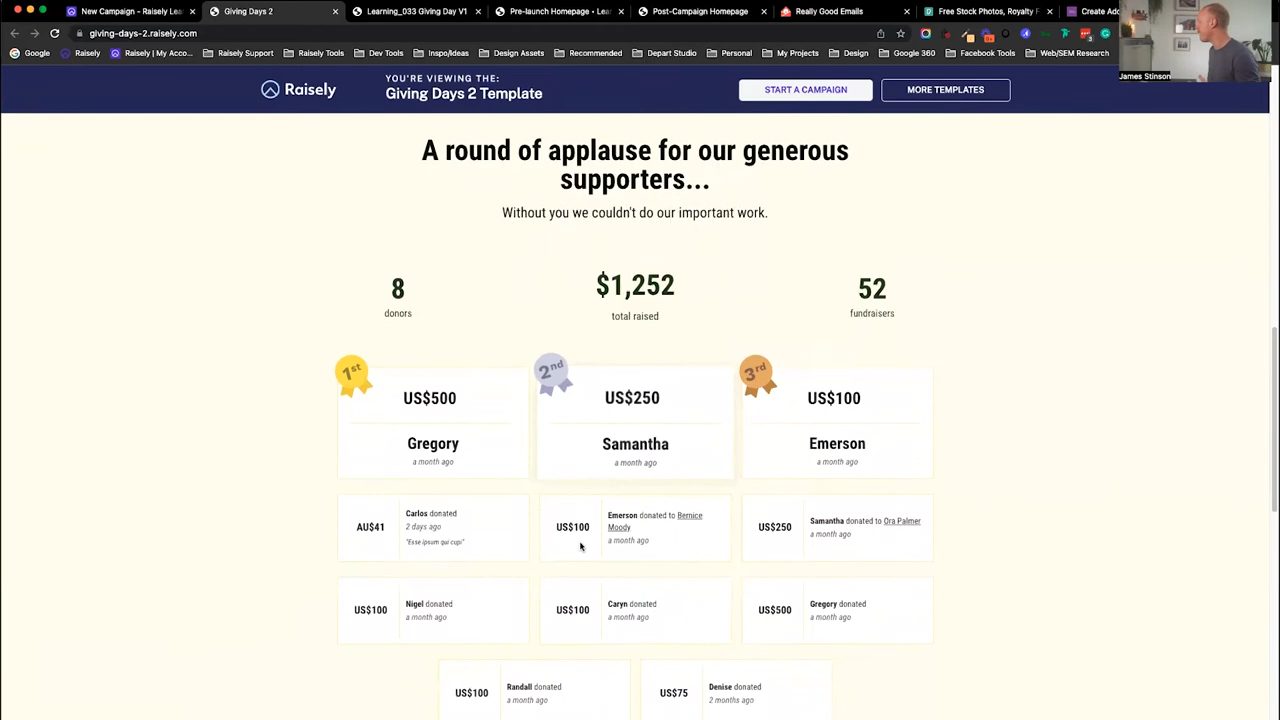 New Campaign - Raisely Lea
Giving Days 2
Learning_033 Giving Day V1
Pre-launch Homepage • Lear
Post-Campaign Homepage
Really Good Emails
Free Stock Photos, Royalty F
Create Ad
giving-days-2.raisely.com
Google
Raisely
Raisely | My Acco...
Raisely Support
Raisely Tools
Dev Tools
Design Assets
Depart Studio
Personal
My Projects
Design
Google360
Facebook Tools
Web/SEM Research
James Stinson
Raisely
YOU'RE VIEWING THE:
Giving Days 2 Template
START A CAMPAIGN
MORE TEMPLATES
A round of applause for our generous
supporters...
Without you we couldn't do our important work.
8
donors
$1,252
total raised
52
fundraisers
1st
US$500
Gregory
a month ago
2nd
US$250
Samantha
a month ago
3rd
US$100
Emerson
a month ago
AU$41
Carlos donated
2 days ago
"Esse ipsum qui cupi"
US$100
Emerson donated to Bernice
Moody
a month ago
US$250
Samantha donated to Ora Palmer
a month ago
US$100
Nigel donated
a month ago
US$100
Caryn donated
a month ago
US$500
Gregory donated
a month ago
US$100
Randall donated
a month ago
US$75
Denise donated
2 months ago